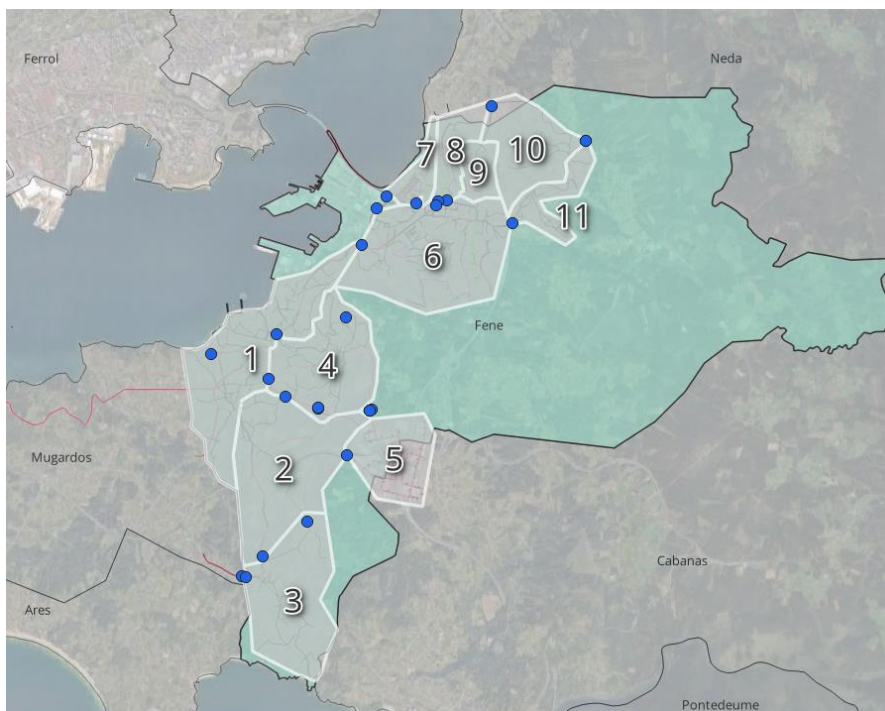 Ferrol
Neda
7
8
9
10
11
6
Fene
1
4
Mugardos
2
5
Cabanas
3
Ares
Pontedeume